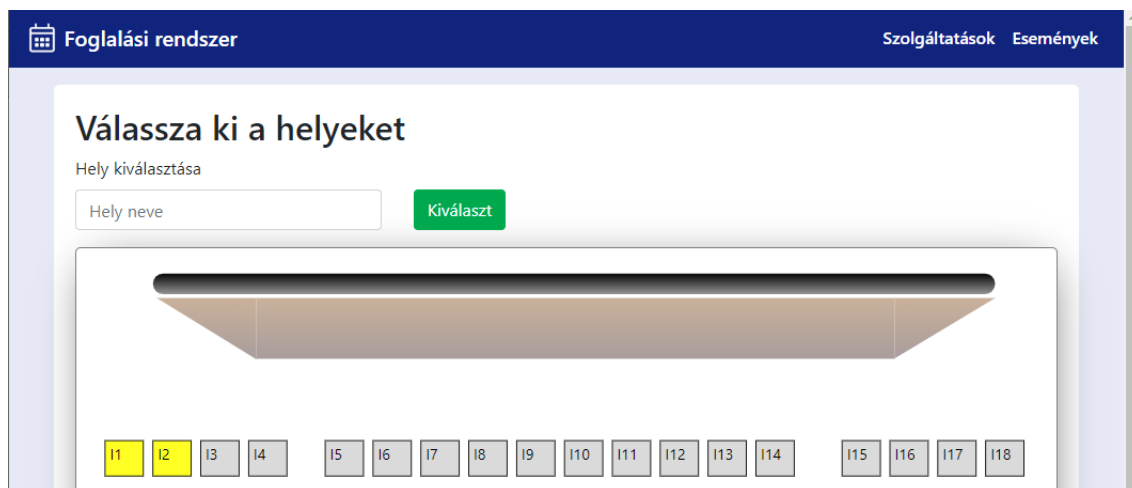 Foglalási rendszer Szolgáltatások Események
Válassza ki a helyeket
Hely kiválasztása
Hely neve Kiválaszt
I1 I2 I3 I4 I5 I6 I7 I8 I9 I10 I11 I12 I13 I14 I15 I16 I17 I18